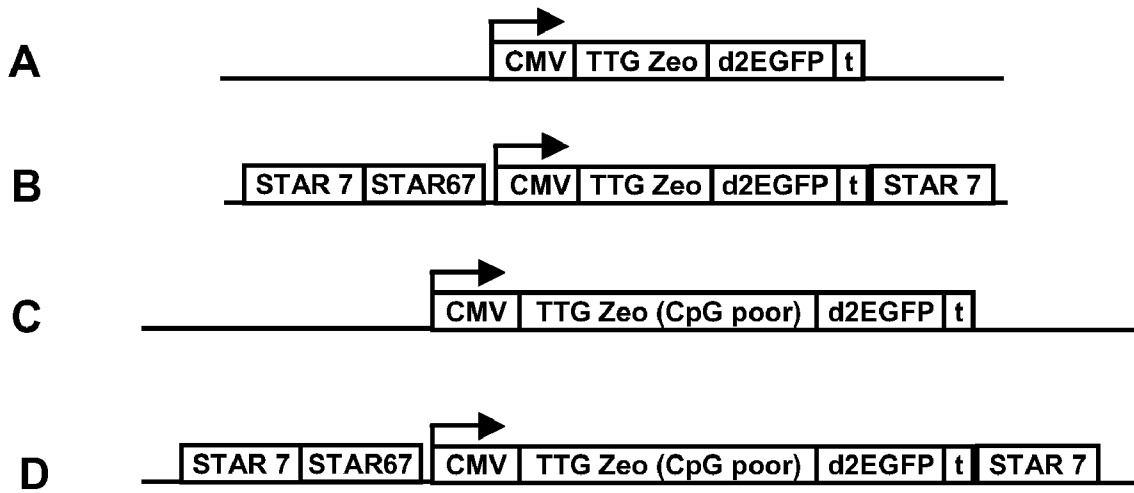 A CMV TTG Zeo d2EGFP t
B STAR 7 STAR67 CMV TTG Zeo d2EGFP t STAR 7
C CMV TTG Zeo (CpG poor) d2EGFP t
D STAR 7 STAR67 CMV TTG Zeo (CpG poor) d2EGFP t STAR 7